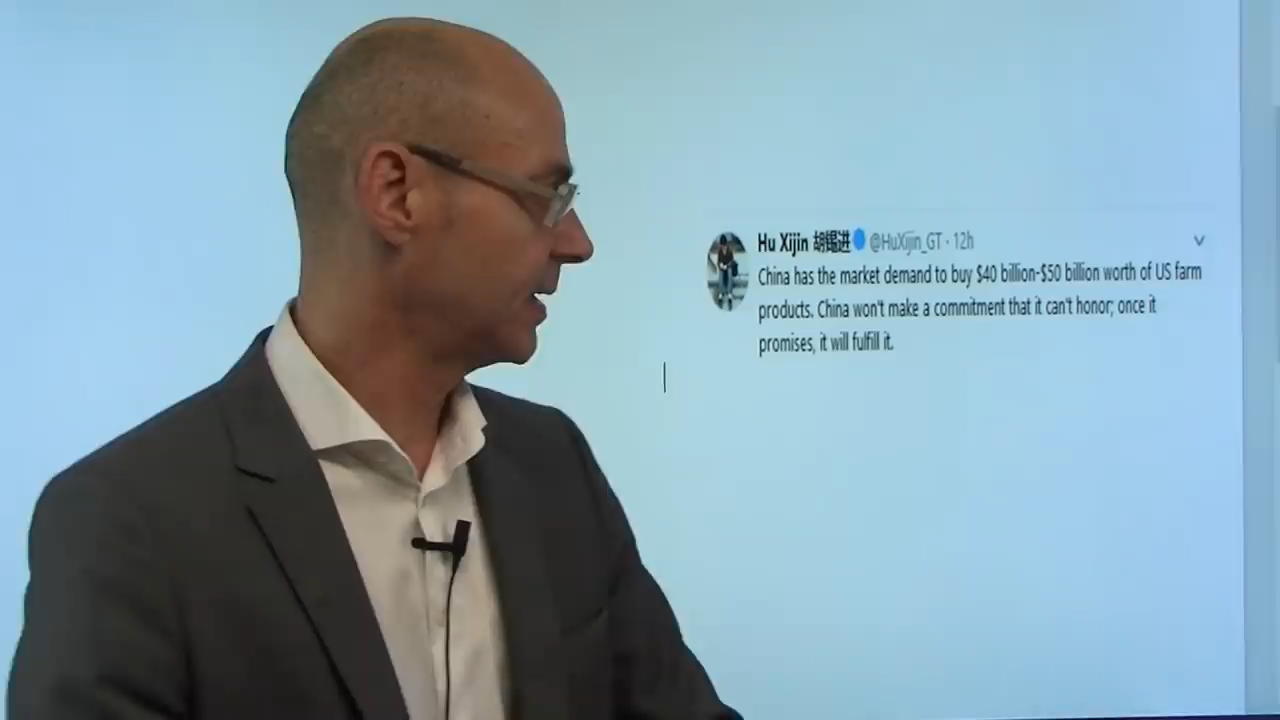 Hu Xijin 胡锡进 @HuXijin_GT · 12h
China has the market demand to buy $40 billion-$50 billion worth of US farm
products. China won't make a commitment that it can't honor; once it
promises, it will fulfill it.